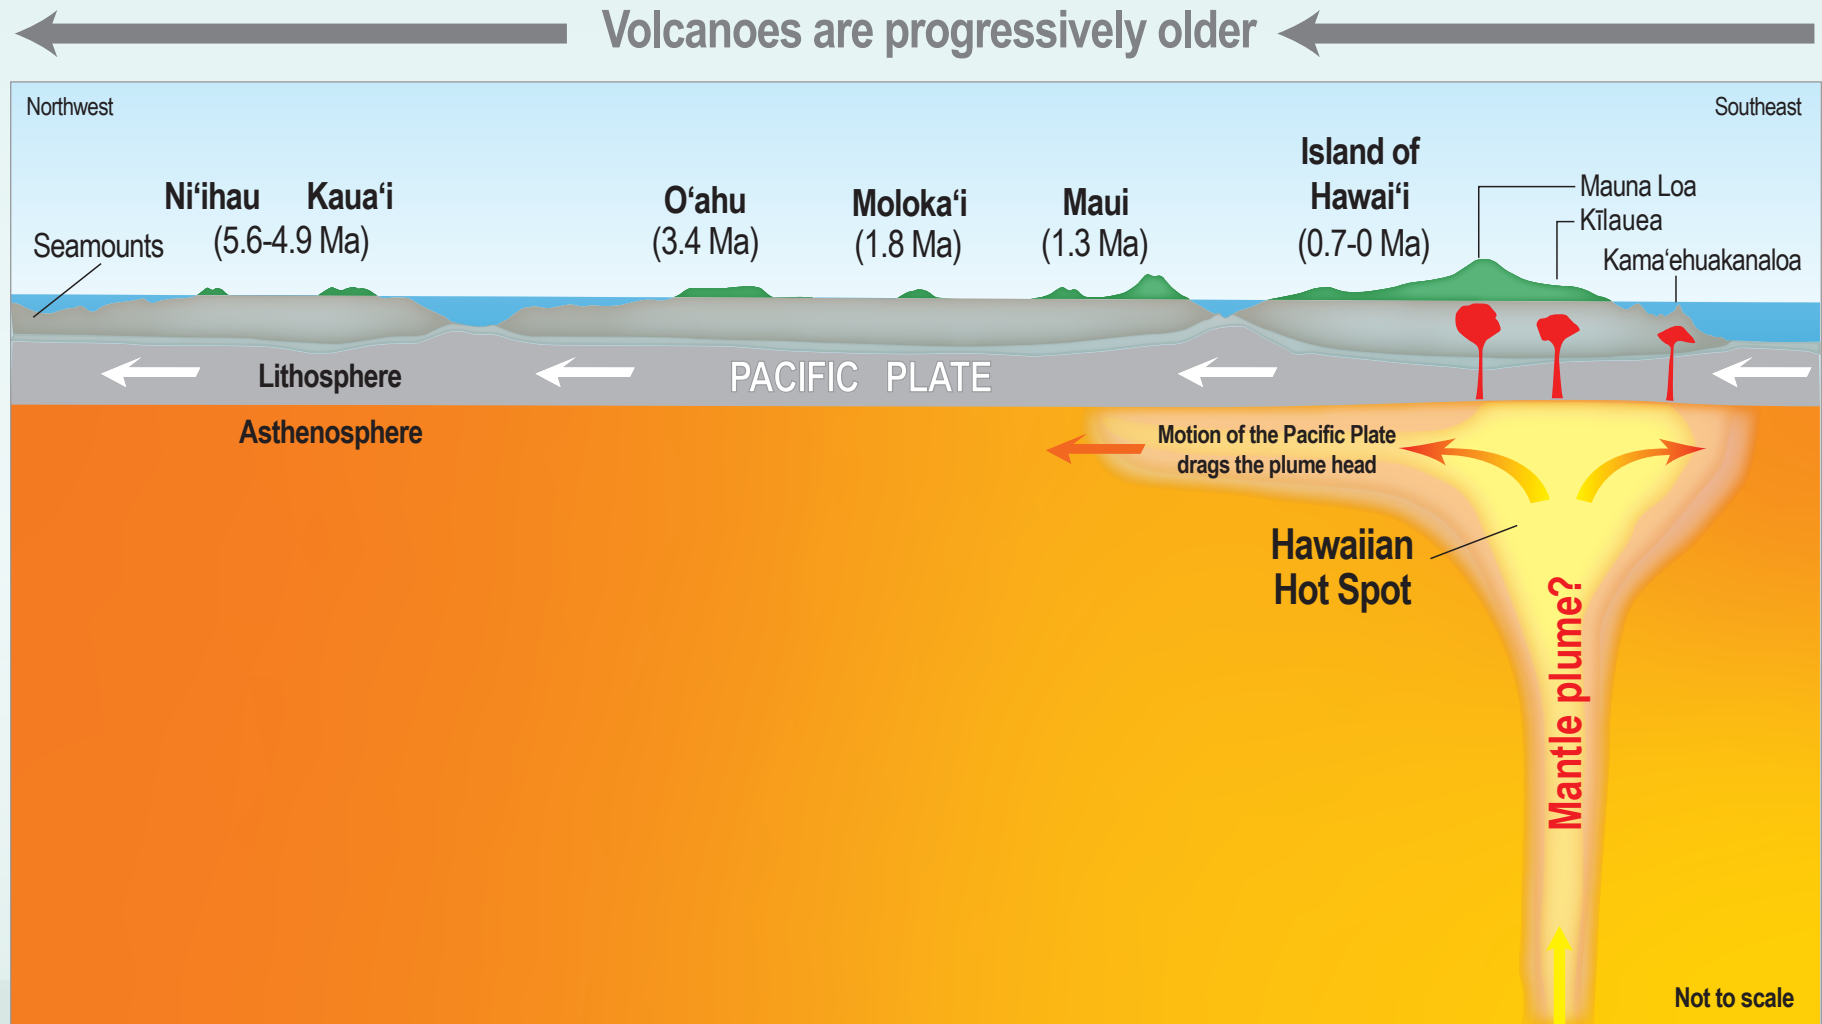 Volcanoes are progressively older
Northwest
Southeast
Seamounts
Ni‘ihau
Kaua‘i
(5.6-4.9 Ma)
O‘ahu
(3.4 Ma)
Moloka‘i
(1.8 Ma)
Maui
(1.3 Ma)
Island of
Hawai‘i
(0.7-0 Ma)
Mauna Loa
Kīlauea
Kama‘ehuakanaloa
Lithosphere
PACIFIC PLATE
Asthenosphere
Motion of the Pacific Plate
drags the plume head
Hawaiian
Hot Spot
Mantle plume?
Not to scale